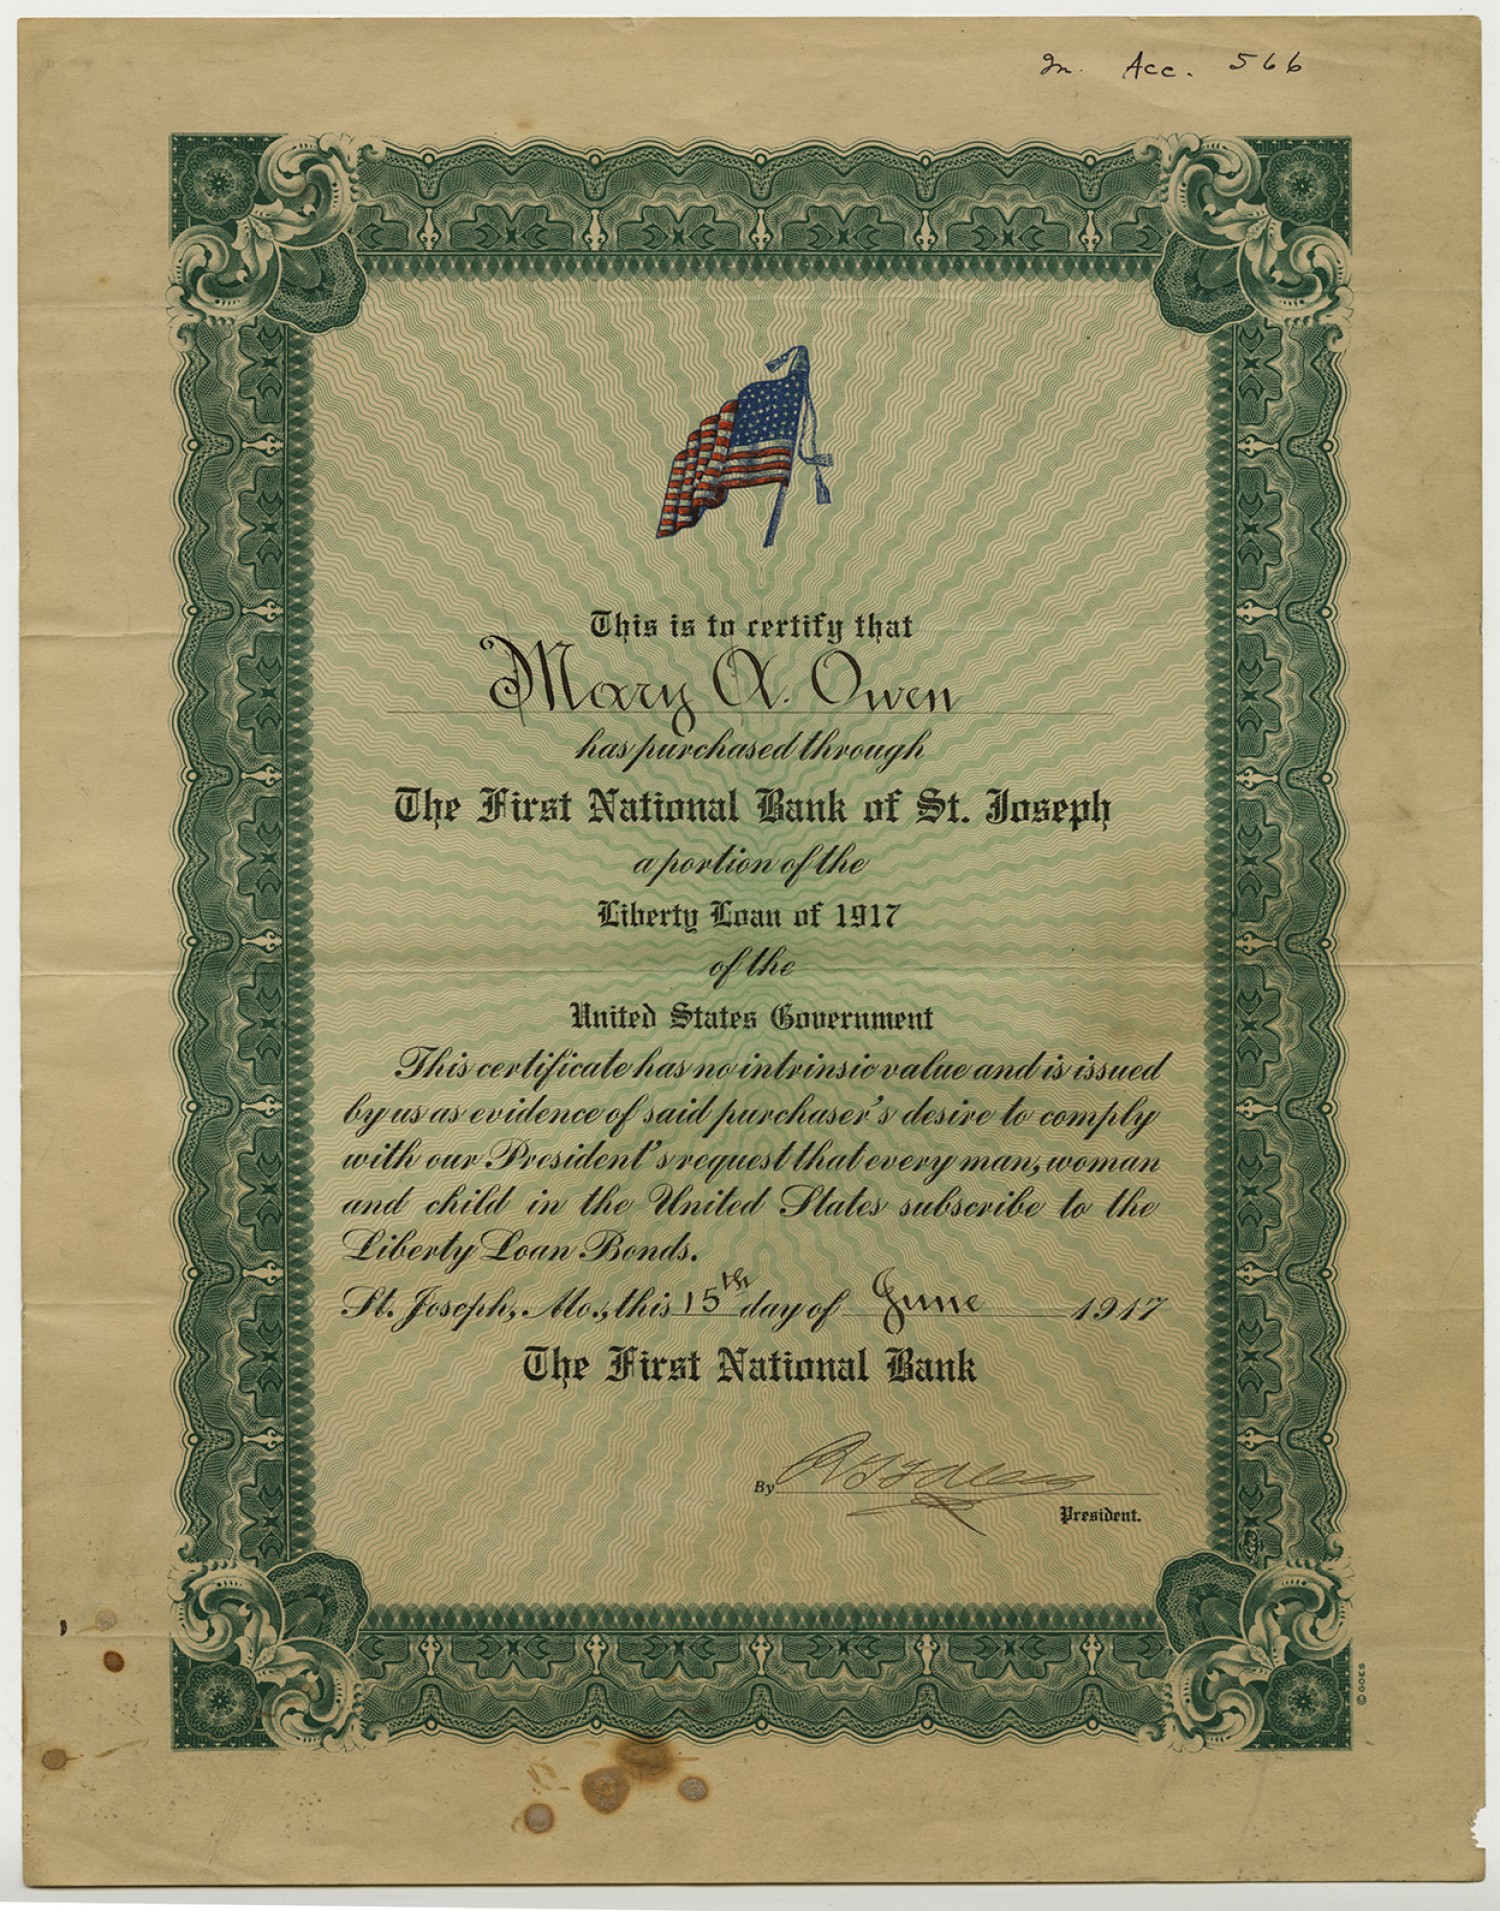 In. Acc. 566
This is to certify that
Mary A. Owen
has purchased through
The First National Bank of St. Joseph
a portion of the
Liberty Loan of 1917
of the
United States Government
This certificate has no intrinsic value and is issued
by us as evidence of said purchaser's desire to comply
with our President's request that every man, woman
and child in the United States subscribe to the
Liberty Loan Bonds.
St. Joseph, Mo., this 15th day of June 1917
The First National Bank
By
President.
© GOES